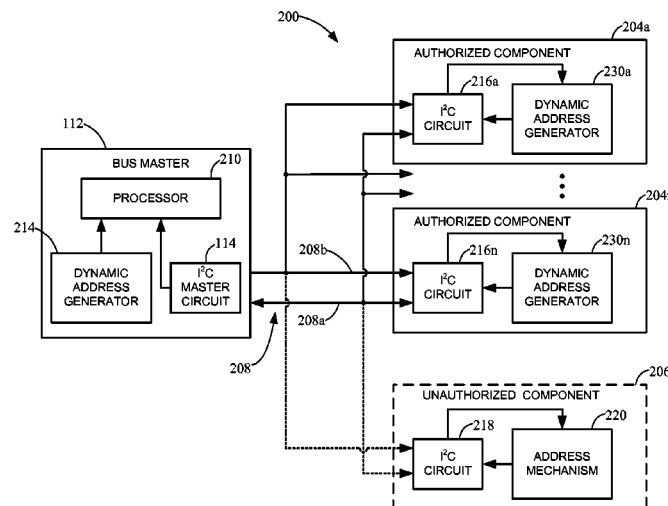 200
204a
AUTHORIZED COMPONENT
216a
230a
I²C
CIRCUIT
DYNAMIC
ADDRESS
GENERATOR
112
BUS MASTER
210
PROCESSOR
214
DYNAMIC
ADDRESS
GENERATOR
114
I²C
MASTER
CIRCUIT
208b
208a
208
204
AUTHORIZED COMPONENT
216n
230n
I²C
CIRCUIT
DYNAMIC
ADDRESS
GENERATOR
206
UNAUTHORIZED COMPONENT
218
220
I²C
CIRCUIT
ADDRESS
MECHANISM